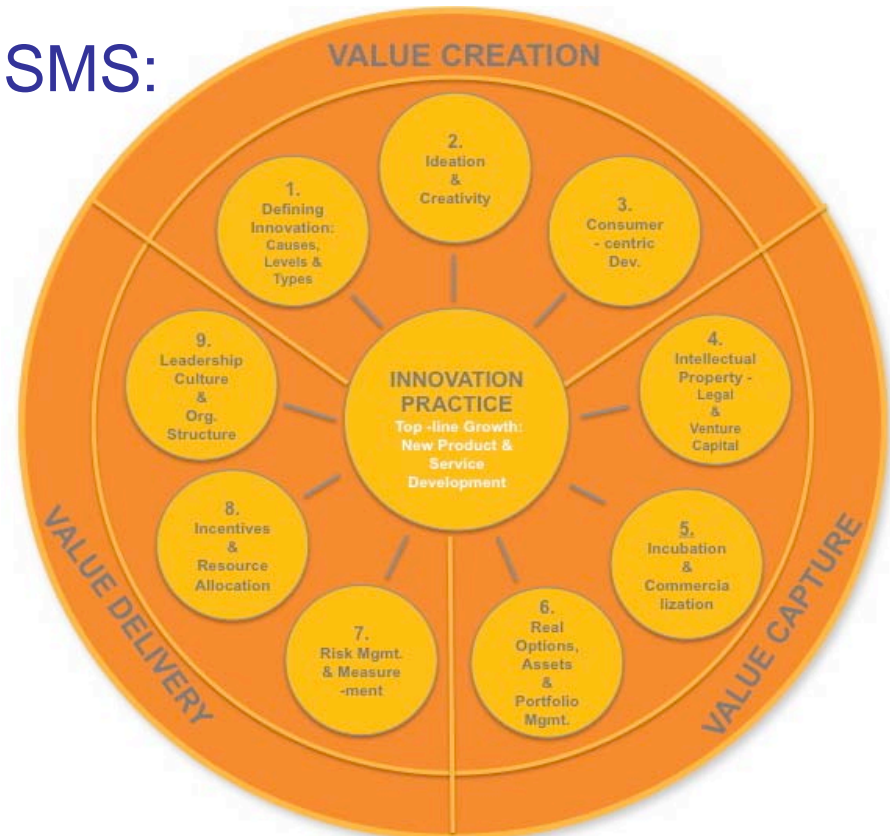 SMS:
VALUE CREATION
1.
Defining
Innovation:
Causes,
Levels &
Types
2.
Ideation
&
Creativity
3.
Consumer
- centric
Dev.
4.
Intellectual
Property -
Legal
&
Venture
Capital
5.
Incubation
&
Commercia
lization
6.
Real
Options,
Assets
&
Portfolio
Mgmt.
7.
Risk Mgmt.
& Measure
-ment
8.
Incentives
&
Resource
Allocation
9.
Leadership
Culture
&
Org.
Structure
INNOVATION
PRACTICE
Top -line Growth:
New Product &
Service
Development
VALUE CAPTURE
VALUE DELIVERY